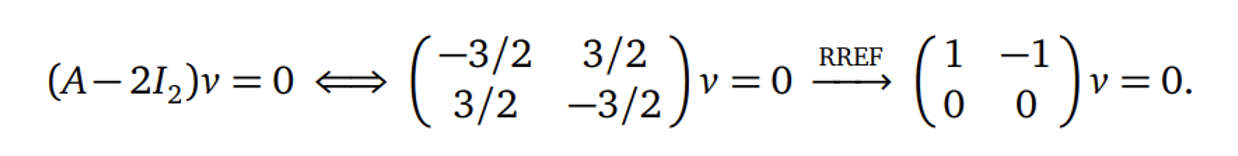 (A − 2I₂)v = 0 ⟺ ( −3/2 3/2 ; 3/2 −3/2 ) v = 0 —RREF→ ( 1 −1 ; 0 0 ) v = 0.